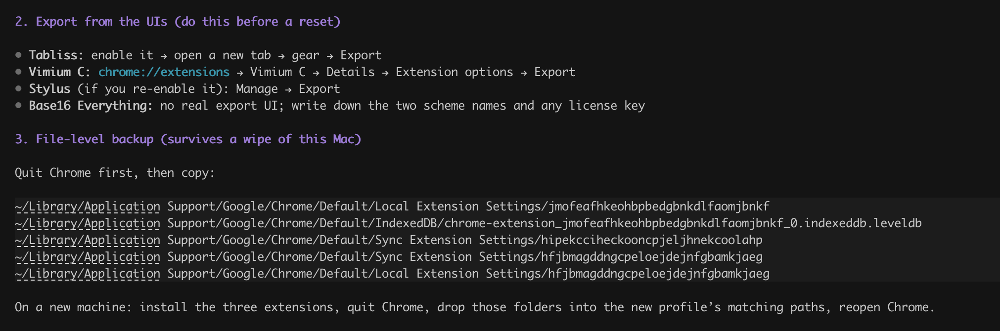 2. Export from the UIs (do this before a reset)
• Tabliss: enable it → open a new tab → gear → Export
• Vimium C: chrome://extensions → Vimium C → Details → Extension options → Export
• Stylus (if you re-enable it): Manage → Export
• Base16 Everything: no real export UI; write down the two scheme names and any license key
3. File-level backup (survives a wipe of this Mac)
Quit Chrome first, then copy:
~/Library/Application Support/Google/Chrome/Default/Local Extension Settings/jmofeafhkeohbpbedgbnkdlfaomjbnkf
~/Library/Application Support/Google/Chrome/Default/IndexedDB/chrome-extension_jmofeafhkeohbpbedgbnkdlfaomjbnkf_0.indexeddb.leveldb
~/Library/Application Support/Google/Chrome/Default/Sync Extension Settings/hipekcciheckooncpjeljhnekcoolahp
~/Library/Application Support/Google/Chrome/Default/Sync Extension Settings/hfjbmagddngcpeloejdejnfgbamkjaeg
~/Library/Application Support/Google/Chrome/Default/Local Extension Settings/hfjbmagddngcpeloejdejnfgbamkjaeg
On a new machine: install the three extensions, quit Chrome, drop those folders into the new profile’s matching paths, reopen Chrome.